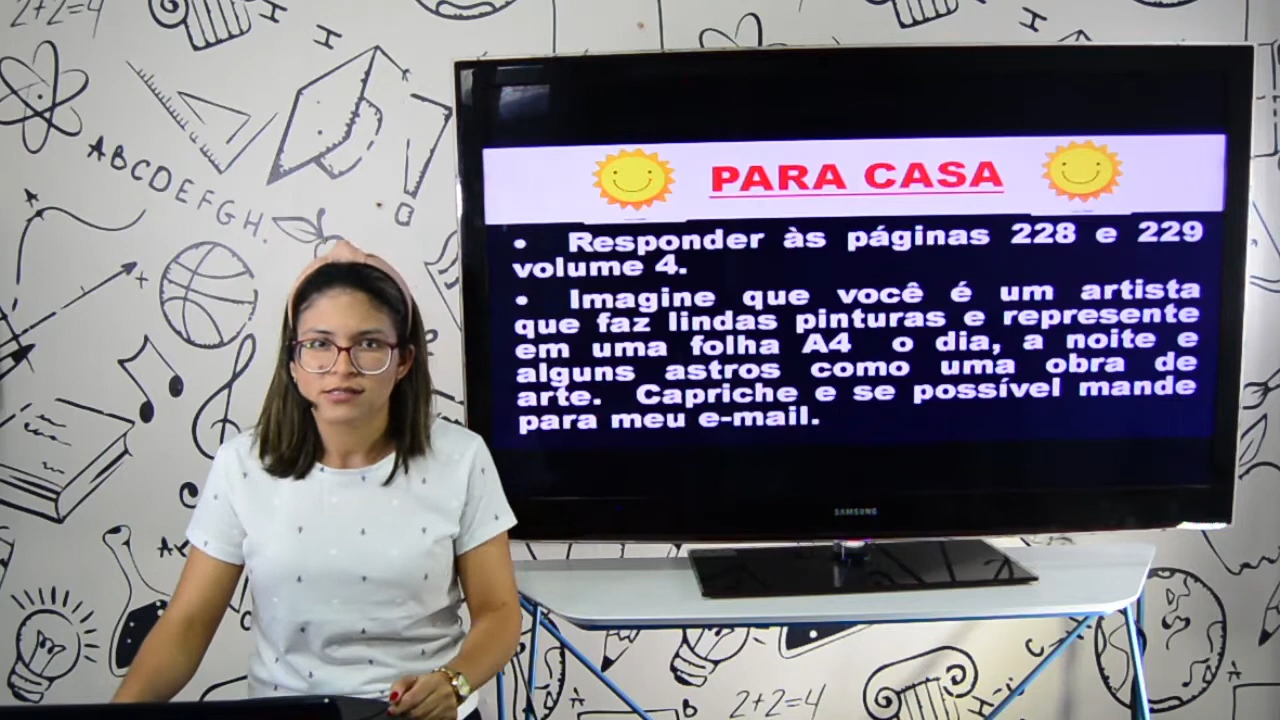 2+2=4
H
I
I
ABCDEFGH.
PARA CASA
• Responder às páginas 228 e 229
volume 4.
• Imagine que você é um artista
que faz lindas pinturas e represente
em uma folha A4 o dia, a noite e
alguns astros como uma obra de
arte. Capriche e se possível mande
para meu e-mail.
SAMSUNG
2+2=4